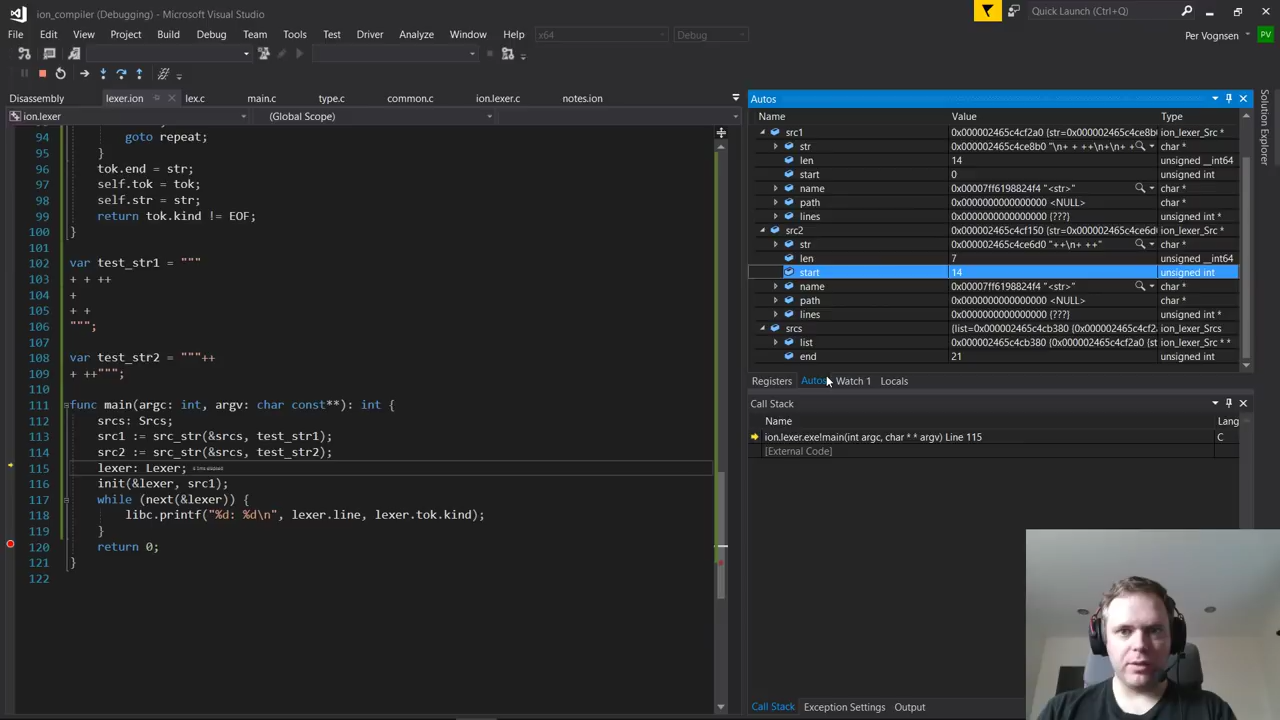 ion_compiler (Debugging) - Microsoft Visual Studio
Quick Launch (Ctrl+Q)
File Edit View Project Build Debug Team Tools Test Driver Analyze Window Help x64 Debug
Per Vognsen PV
Disassembly lexer.ion lex.c main.c type.c common.c ion.lexer.c notes.ion
ion.lexer (Global Scope)
94 goto repeat;
95 }
96 tok.end = str;
97 self.tok = tok;
98 self.str = str;
99 return tok.kind != EOF;
100 }
101
102 var test_str1 = """
103 + + ++
104 +
105 + +
106 """;
107
108 var test_str2 = """++
109 + ++""";
110
111 func main(argc: int, argv: char const**): int {
112 srcs: Srcs;
113 src1 := src_str(&srcs, test_str1);
114 src2 := src_str(&srcs, test_str2);
115 lexer: Lexer;
116 init(&lexer, src1);
117 while (next(&lexer)) {
118 libc.printf("%d: %d\n", lexer.line, lexer.tok.kind);
119 }
120 return 0;
121 }
122
Autos
Name Value Type
src1 0x000002465c4cf2a0 (str=0x000002465c4ce8b ion_lexer_Src *
str 0x000002465c4ce8b0 "\n+ + ++\n+\n+ + char *
len 14 unsigned __int64
start 0 unsigned int
name 0x00007ff6198824f4 "<str>" char *
path 0x0000000000000000 <NULL> char *
lines 0x0000000000000000 {???} unsigned int *
src2 0x000002465c4cf150 (str=0x000002465c4ce6d ion_lexer_Src *
str 0x000002465c4ce6d0 "++\n+ ++" char *
len 7 unsigned __int64
start 14 unsigned int
name 0x00007ff6198824f4 "<str>" char *
path 0x0000000000000000 <NULL> char *
lines 0x0000000000000000 {???} unsigned int *
srcs {list=0x000002465c4cb380 {0x000002465c4cf2a ion_lexer_Srcs
list 0x000002465c4cb380 {0x000002465c4cf2a0 (st ion_lexer_Src **
end 21 unsigned int
Registers Autos Watch 1 Locals
Call Stack
Name Lang
ion.lexer.exe!main(int argc, char * * argv) Line 115 C
[External Code]
Call Stack Exception Settings Output
Solution Explorer